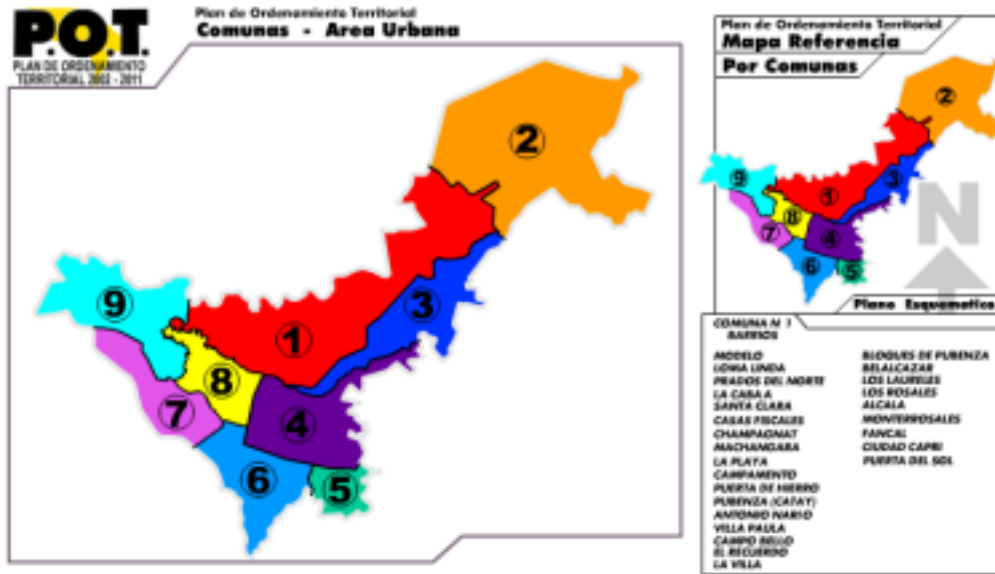 P.O.T.
PLAN DE ORDENAMIENTO
TERRITORIAL 2002 - 2011
Plan de Ordenamiento Territorial
Comunas - Area Urbana
2
3
1
9
8
7
4
6
5
Plan de Ordenamiento Territorial
Mapa Referencia
Por Comunas
2
3
9
1
8
7
4
6
5
N
Plano Esquematico
COMUNA N 1
BARRIOS
MODELO
LOMA LINDA
PRADOS DEL NORTE
LA CABAÑA
SANTA CLARA
CASAS FISCALES
CHAMPAGNAT
MACHANGARA
LA PLAYA
CAMPAMENTO
PUERTA DE HIERRO
PUBENZA (CATAY)
ANTONIO NARIÑO
VILLA PAULA
CAMPO BELLO
EL RECUERDO
LA VILLA
BLOQUES DE PUBENZA
BELALCAZAR
LOS LAURELES
LOS ROSALES
ALCALA
MONTERROSALES
FANCAL
CIUDAD CAPRI
PUERTA DEL SOL